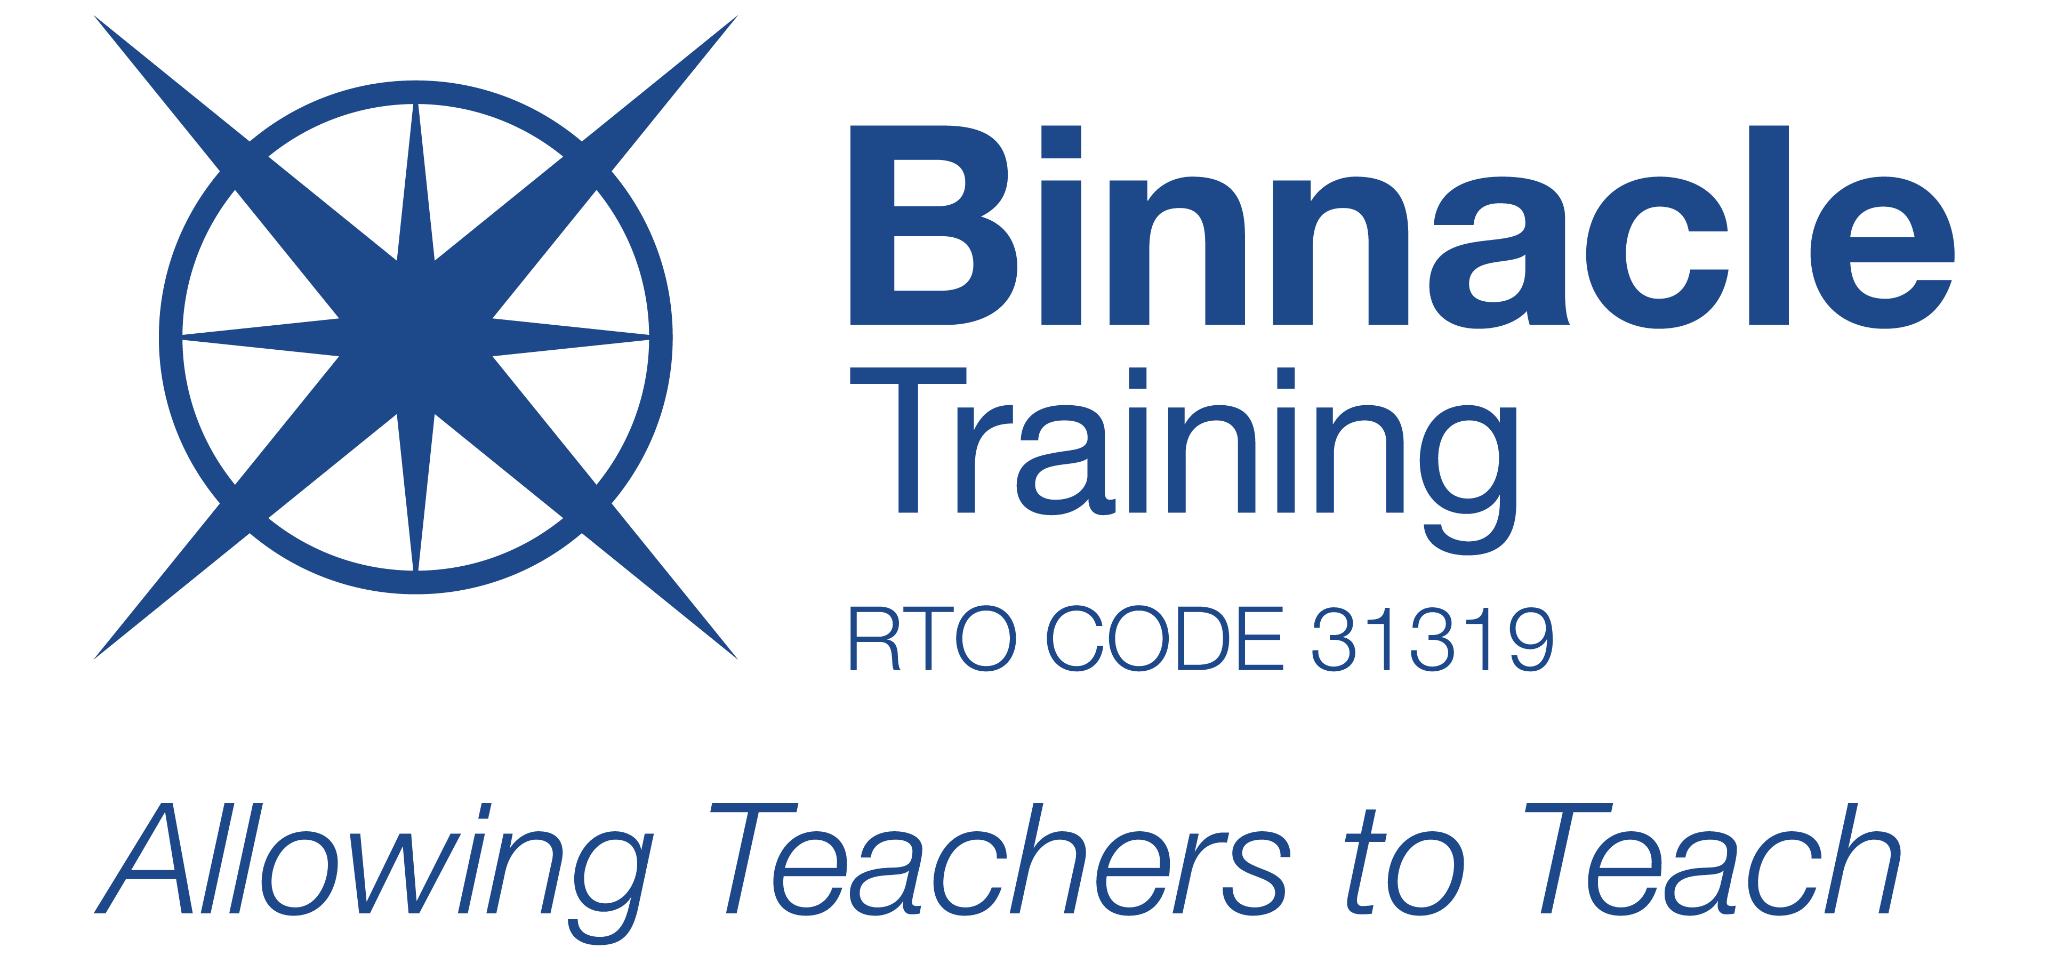 Binnacle
Training
RTO CODE 31319
Allowing Teachers to Teach